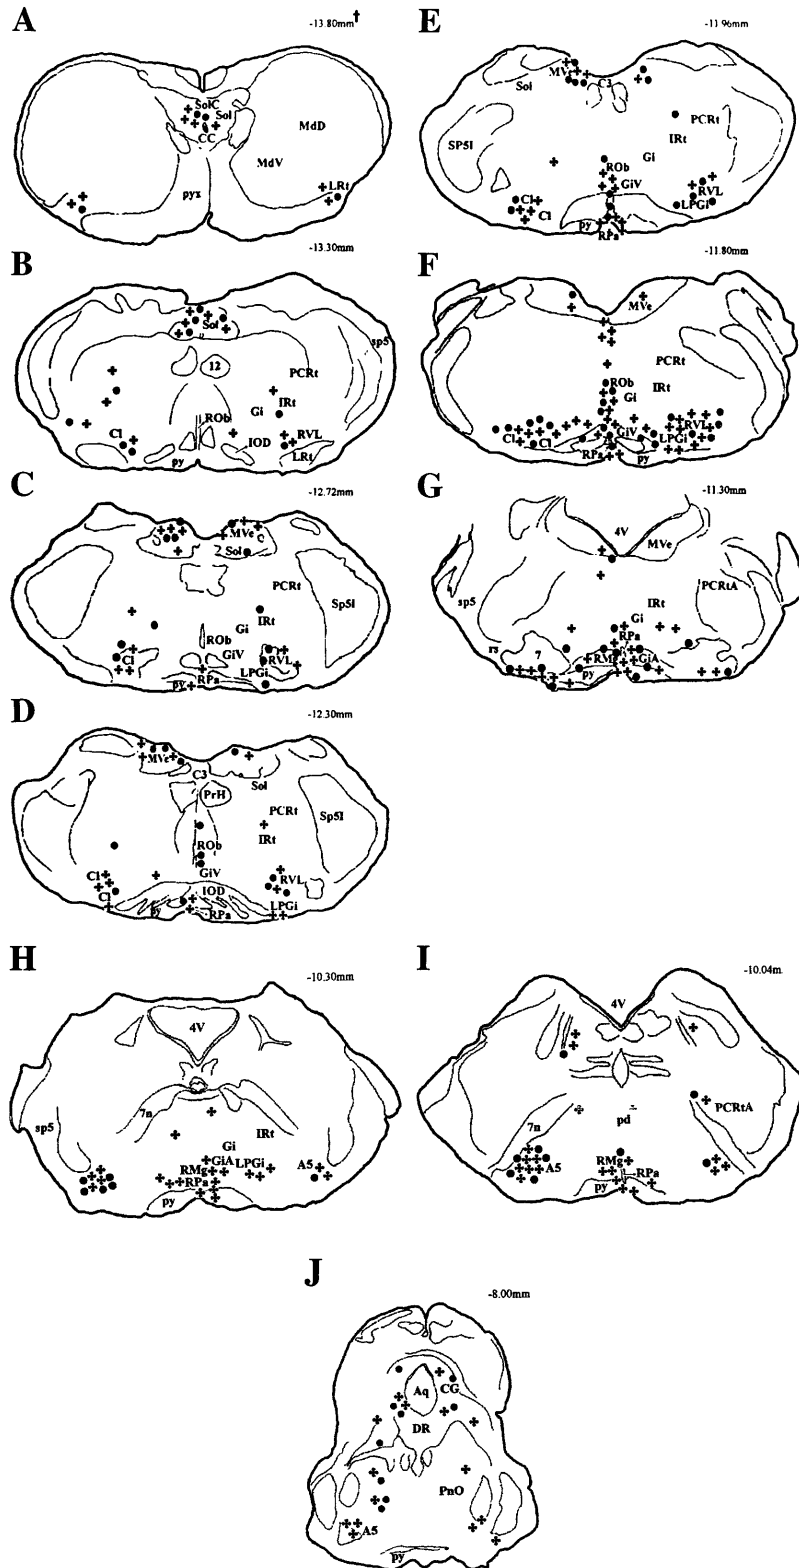 A
-13.80mm†
SolC
Sol
CC
MdD
MdV
LRt
pyx
B
-13.30mm
Sol
sp5
12
PCRt
IRt
Gi
ROb
Cl
RVL
IOD
LRt
py
C
-12.72mm
MVe
C
Sol
PCRt
Sp5I
IRt
Gi
ROb
Cl
GiV
RVL
RPa
LPGi
py
D
-12.30mm
MVe
C3
Sol
PrH
PCRt
Sp5I
IRt
ROb
GiV
Cl
RVL
Cl
IOD
py
RPa
LPGi
E
-11.96mm
MVe
Sol
C3
PCRt
IRt
SP5I
Gi
ROb
GiV
RVL
Cl
LPGi
Cl
py
RPa
F
-11.80mm
MVe
PCRt
ROb
IRt
Gi
RVL
Cl
Cl
GiV
LPGi
RPa
py
G
-11.30mm
4V
MVe
sp5
PCRtA
IRt
Gi
RPa
rs
7
RMg
GiA
py
H
-10.30mm
4V
sp5
7n
IRt
Gi
GiA
LPGi
A5
RMg
RPa
py
I
-10.04m
4V
PCRtA
7n
pd
A5
RMg
RPa
py
J
-8.00mm
Aq
CG
DR
PnO
A5
py